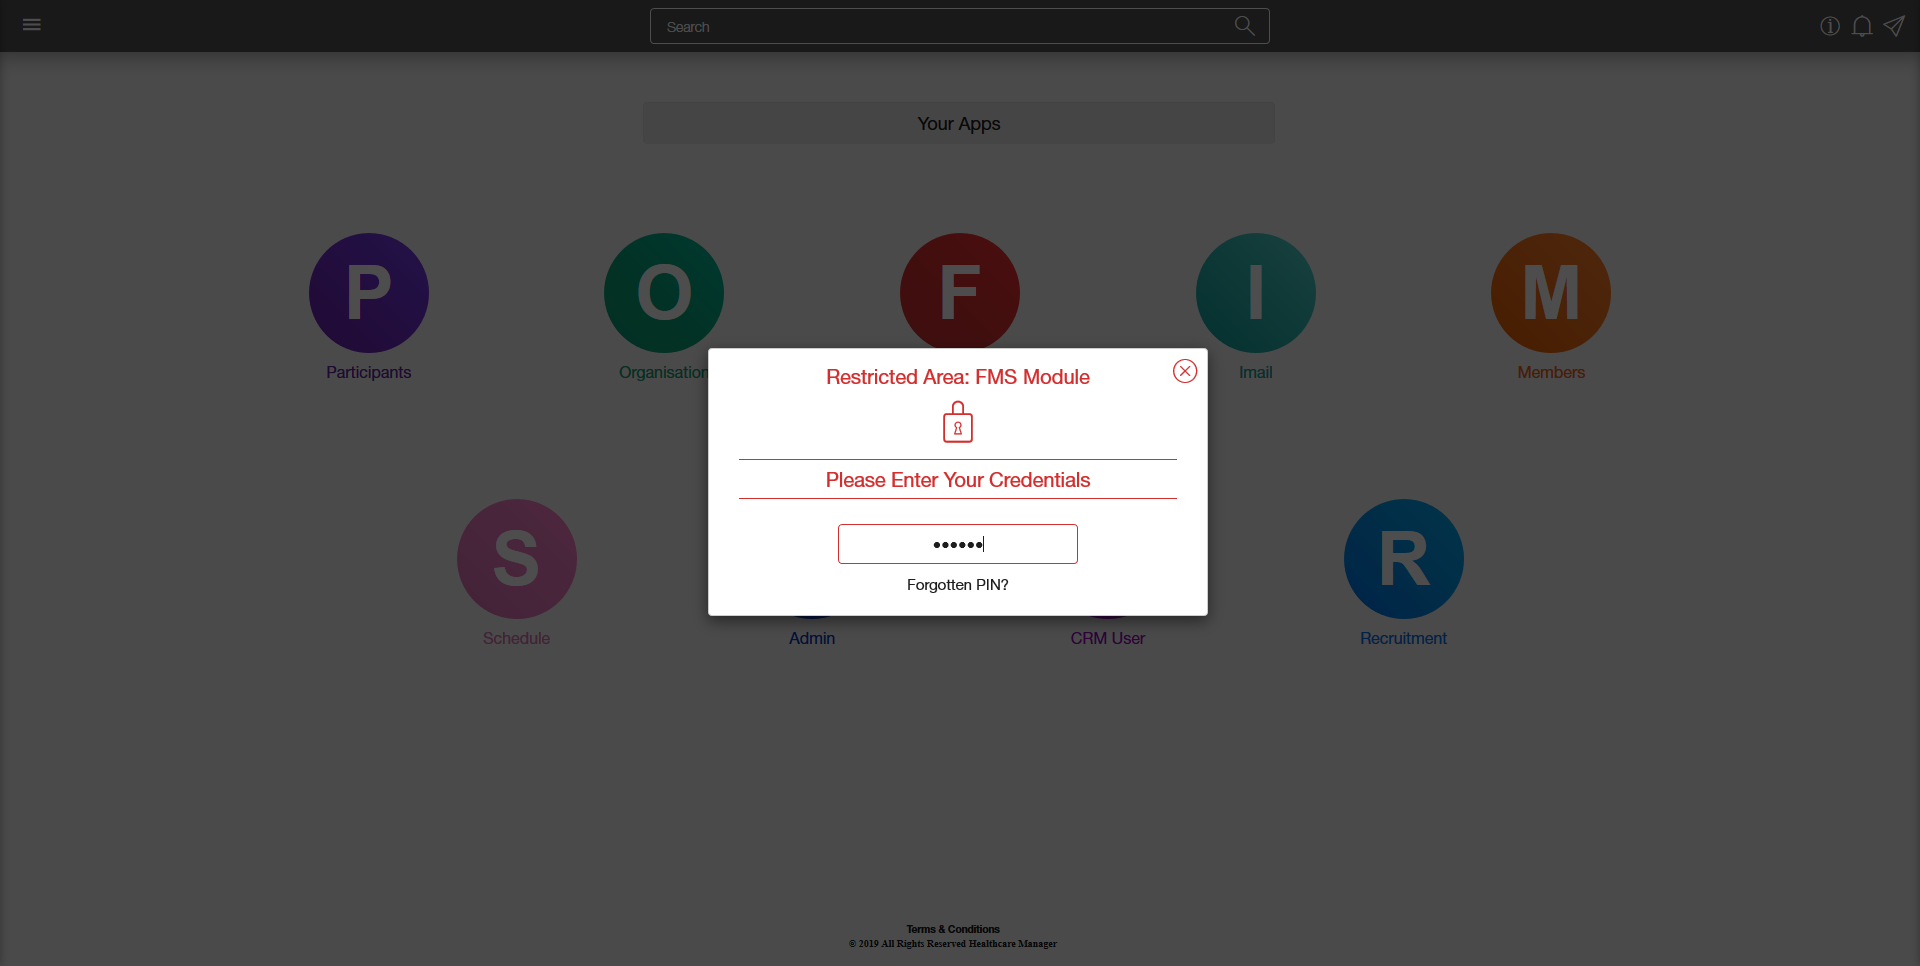 Search
Your Apps
P
O
F
I
M
Participants
Organisation
Imail
Members
Restricted Area: FMS Module
Please Enter Your Credentials
••••••
Forgotten PIN?
S
R
Schedule
Admin
CRM User
Recruitment
Terms & Conditions
© 2019 All Rights Reserved Healthcare Manager